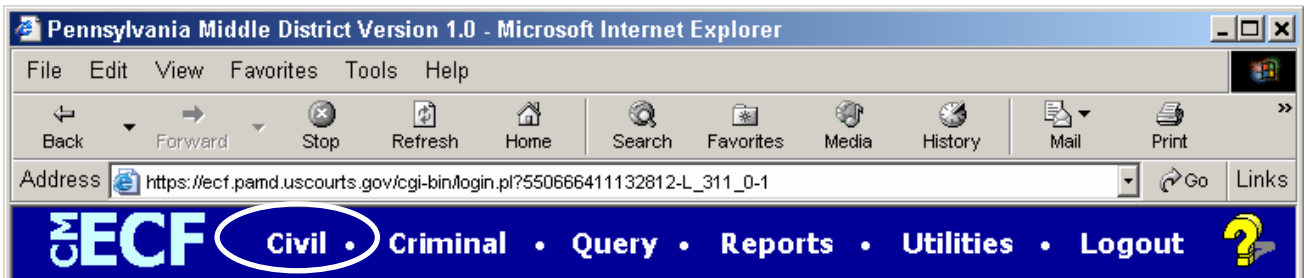 Pennsylvania Middle District Version 1.0 - Microsoft Internet Explorer
File Edit View Favorites Tools Help
Back Forward Stop Refresh Home Search Favorites Media History Mail Print »
Address https://ecf.pamd.uscourts.gov/cgi-bin/login.pl?550666411132812-L_311_0-1 Go Links
CM ECF Civil • Criminal • Query • Reports • Utilities • Logout ?